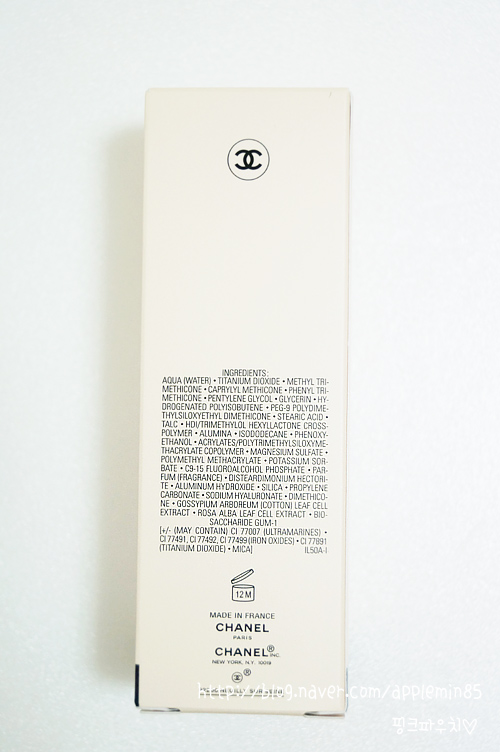 INGREDIENTS:
AQUA (WATER) • TITANIUM DIOXIDE • METHYL TRI-
METHICONE • CAPRYLYL METHICONE • PHENYL TRI-
METHICONE • PENTYLENE GLYCOL • GLYCERIN • HY-
DROGENATED POLYISOBUTENE • PEG-9 POLYDIME-
THYLSILOXYETHYL DIMETHICONE • STEARIC ACID •
TALC • HDI/TRIMETHYLOL HEXYLLACTONE CROSS-
POLYMER • ALUMINA • ISODODECANE • PHENOXY-
ETHANOL • ACRYLATES/POLYTRIMETHYLSILOXYME-
THACRYLATE COPOLYMER • MAGNESIUM SULFATE •
POLYMETHYL METHACRYLATE • POTASSIUM SOR-
BATE • C9-15 FLUOROALCOHOL PHOSPHATE • PAR-
FUM (FRAGRANCE) • DISTEARDIMONIUM HECTORI-
TE • ALUMINUM HYDROXIDE • SILICA • PROPYLENE
CARBONATE • SODIUM HYALURONATE • DIMETHICO-
NE • GOSSYPIUM ARBOREUM (COTTON) LEAF CELL
EXTRACT • ROSA ALBA LEAF CELL EXTRACT • BIO-
SACCHARIDE GUM-1
[+/- (MAY CONTAIN) CI 77007 (ULTRAMARINES) •
CI 77491, CI 77492, CI 77499 (IRON OXIDES) • CI 77891
(TITANIUM DIOXIDE) • MICA] IL50A-1
12 M
MADE IN FRANCE
CHANEL
PARIS
CHANEL® INC.
NEW YORK, N.Y. 10019
®
http://blog.naver.com/applemin85
핑크파우치♡